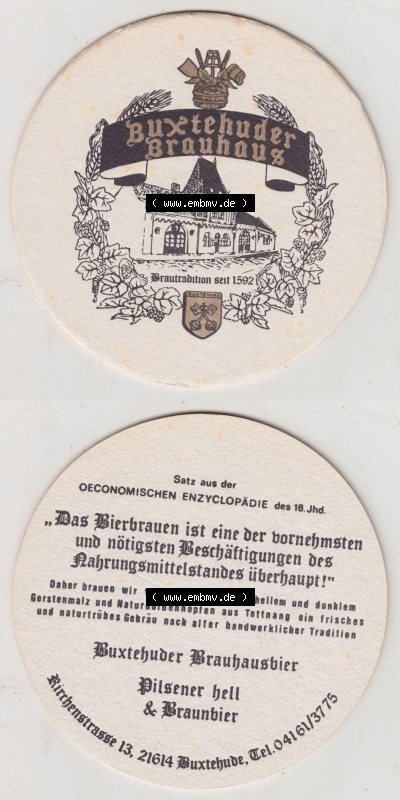 Buxtehuder
Brauhaus
( www.embmv.de )
Brautradition seit 1592
Satz aus der
OECONOMISCHEN ENZYCLOPÄDIE des 18.Jhd.
„Das Bierbrauen ist eine der vornehmsten
und nötigsten Beschäftigungen des
Nahrungsmittelstandes überhaupt!"
Daher brauen wir hellem und dunklem
( www.embmv.de )
Gerstenmalz und aus Tettnang ein frisches
und naturtrübes Gebräu nach alter handwerklicher Tradition
Buxtehuder Brauhausbier
Pilsener hell
& Braunbier
Kirchenstrasse 13, 21614 Buxtehude, Tel. 04161/3775